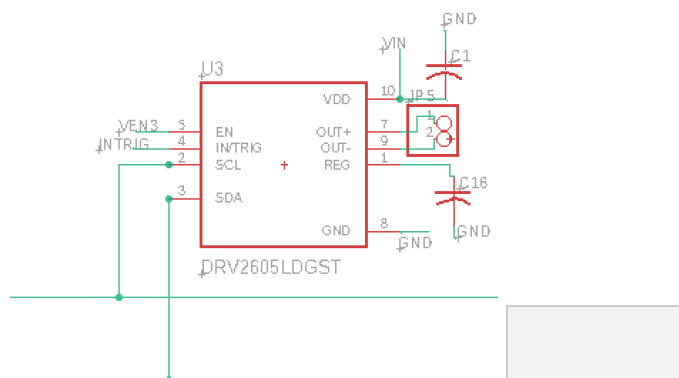 GND
VIN
C1
U3
10
VDD
JP5
1
VEN3
5
EN
OUT+
7
2
INTRIG
4
IN/TRIG
OUT-
9
2
SCL
REG
1
3
SDA
C16
GND
8
GND
GND
DRV2605LDGST